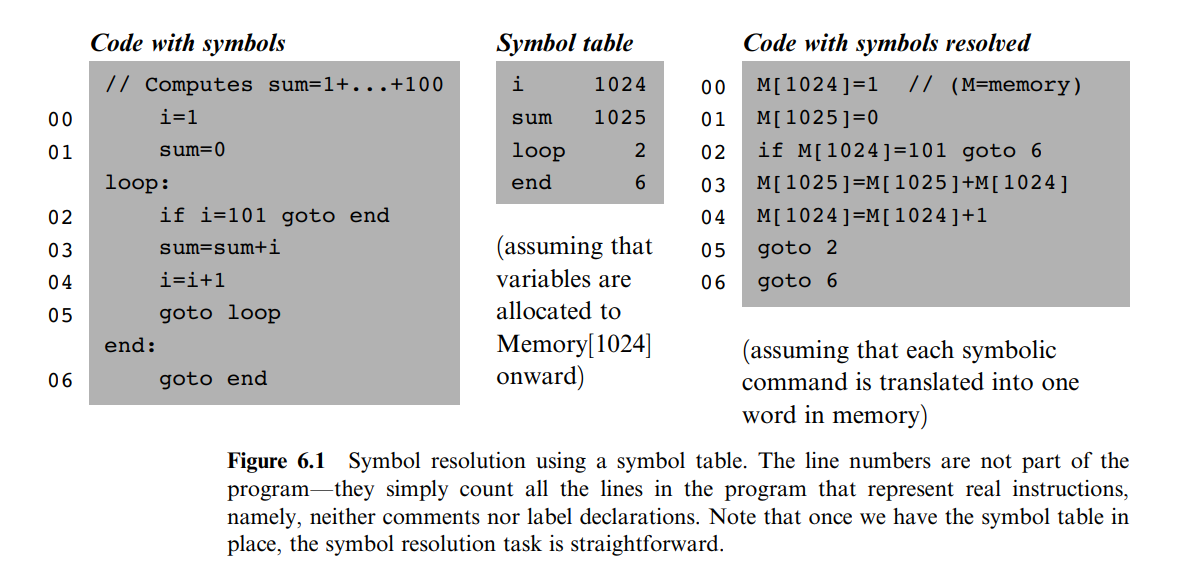 Code with symbols
// Computes sum=1+...+100
00 i=1
01 sum=0
loop:
02 if i=101 goto end
03 sum=sum+i
04 i=i+1
05 goto loop
end:
06 goto end
Symbol table
i 1024
sum 1025
loop 2
end 6
(assuming that
variables are
allocated to
Memory[1024]
onward)
Code with symbols resolved
00 M[1024]=1 // (M=memory)
01 M[1025]=0
02 if M[1024]=101 goto 6
03 M[1025]=M[1025]+M[1024]
04 M[1024]=M[1024]+1
05 goto 2
06 goto 6
(assuming that each symbolic
command is translated into one
word in memory)
Figure 6.1 Symbol resolution using a symbol table. The line numbers are not part of the
program—they simply count all the lines in the program that represent real instructions,
namely, neither comments nor label declarations. Note that once we have the symbol table in
place, the symbol resolution task is straightforward.